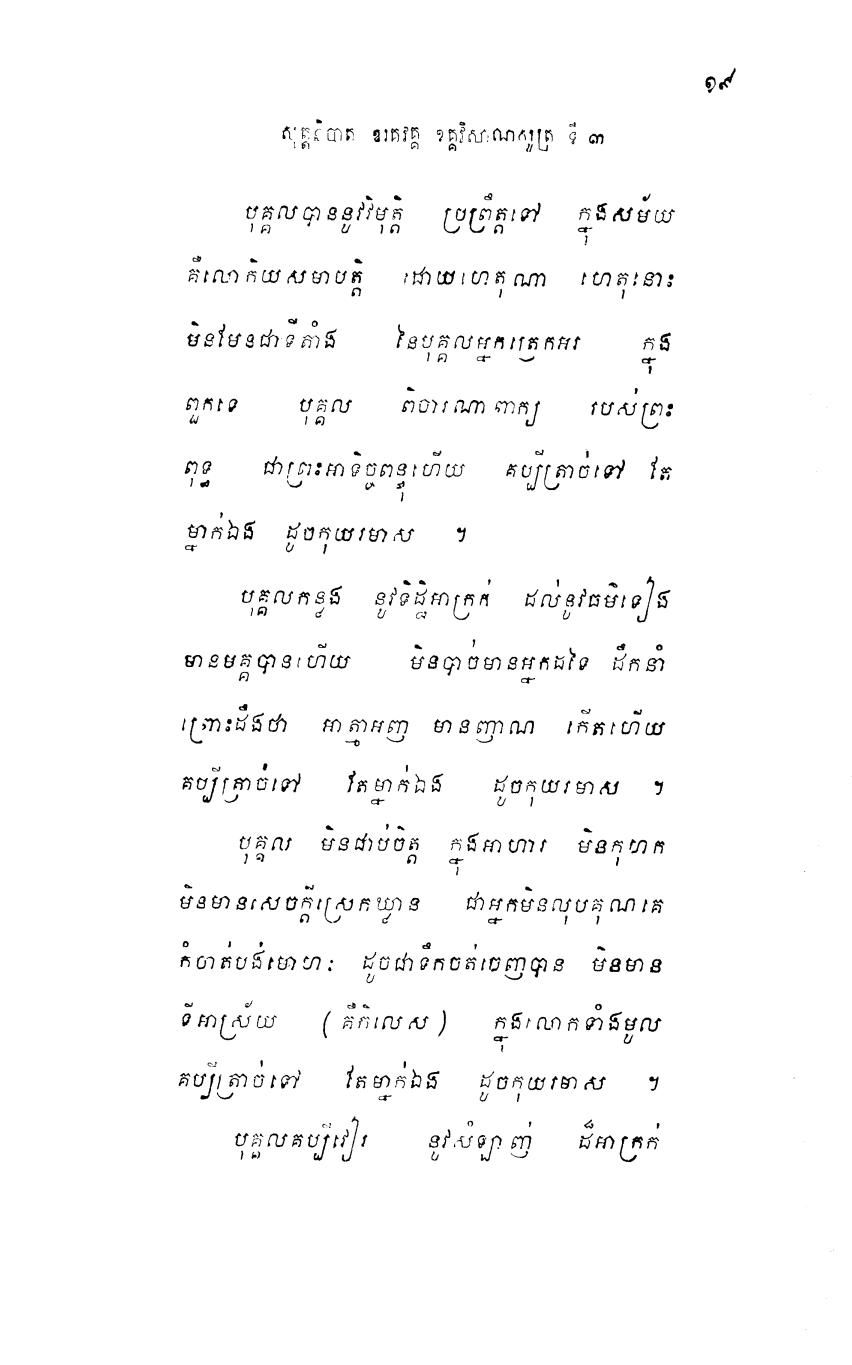 ១៩
សុត្តនិបាត ឧរគវគ្គ ខគ្គវិសាណសូត្រ ទី ៣
បុគ្គលបាននូវវិមុត្តិ ប្រព្រឹត្តទៅ ក្នុងសម័យ
គឺលោកិយសមាបត្តិ ដោយហេតុណា ហេតុនោះ
មិនមែនជាទីតាំង នៃបុគ្គលអ្នកត្រេកអរ ក្នុង
ពួកទេ បុគ្គល ពិចារណាពាក្យ របស់ព្រះ
ពុទ្ធ ជាព្រះអាទិច្ចពន្ធុហើយ គប្បីត្រាច់ទៅ តែ
ម្នាក់ឯង ដូចកុយរមាស ។
បុគ្គលកន្លង នូវទិដ្ឋិអាក្រក់ ដល់នូវធម៌ទៀង
មានមគ្គបានហើយ មិនបាច់មានអ្នកដទៃ ដឹកនាំ
ព្រោះដឹងថា អាត្មាអញ មានញាណ កើតហើយ
គប្បីត្រាច់ទៅ តែម្នាក់ឯង ដូចកុយរមាស ។
បុគ្គល មិនជាប់ចិត្ត ក្នុងអាហារ មិនកុហក
មិនមានសេចក្តីស្រេកឃ្លាន ជាអ្នកមិនលុបគុណគេ
កំចាត់បង់មោហៈ ដូចជាទឹកចត់ចេញបាន មិនមាន
ទីអាស្រ័យ (គឺកិលេស) ក្នុងលោកទាំងមូល
គប្បីត្រាច់ទៅ តែម្នាក់ឯង ដូចកុយរមាស ។
បុគ្គលគប្បីវៀរ នូវសំឡាញ់ ដ៏អាក្រក់